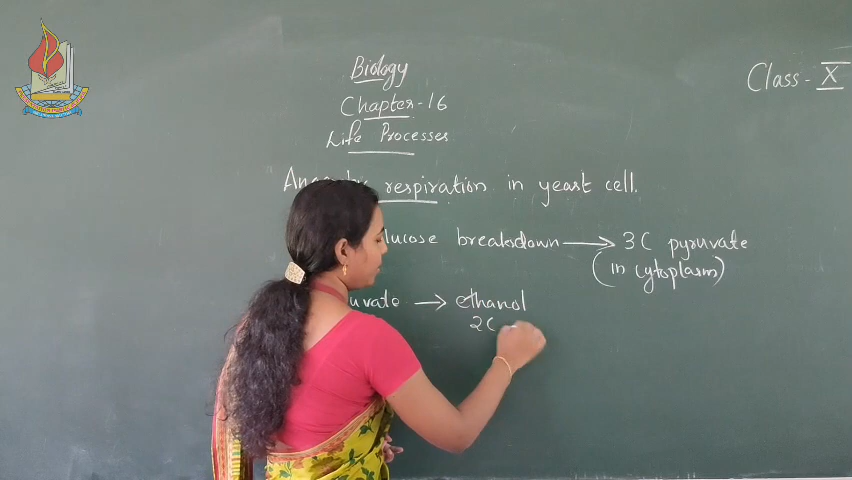 Biology
Class - X
Chapter-16
Life Processes
respiration in yeast cell.
breakdown → 3C pyruvate
(in cytoplasm)
→ ethanol
2C